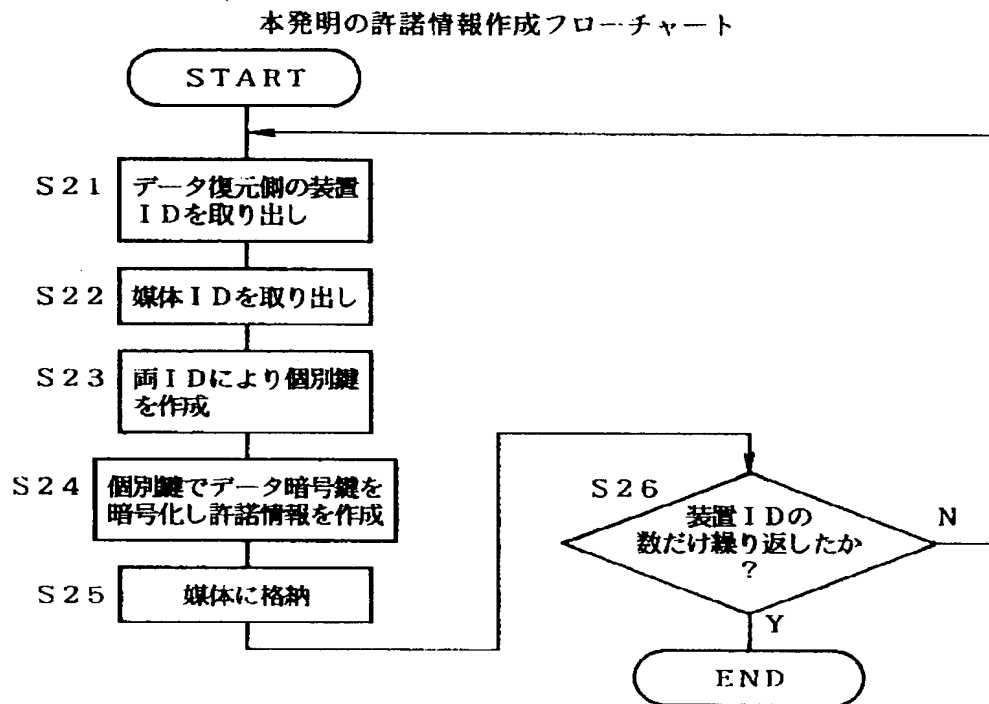 本発明の許諾情報作成フローチャート
START
S21
データ復元側の装置
IDを取り出し
S22
媒体IDを取り出し
S23
両IDにより個別鍵
を作成
S24
個別鍵でデータ暗号鍵を
暗号化し許諾情報を作成
S25
媒体に格納
S26
装置IDの
数だけ繰り返したか
?
N
Y
END